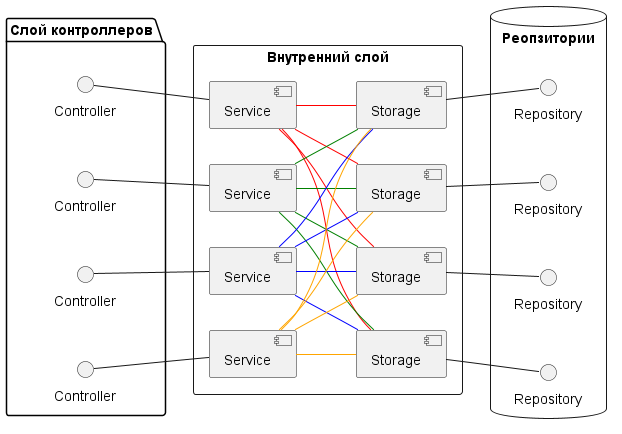 Слой контроллеров
Внутренний слой
Реопзитории
Controller
Service
Storage
Repository
Controller
Service
Storage
Repository
Controller
Service
Storage
Repository
Controller
Service
Storage
Repository